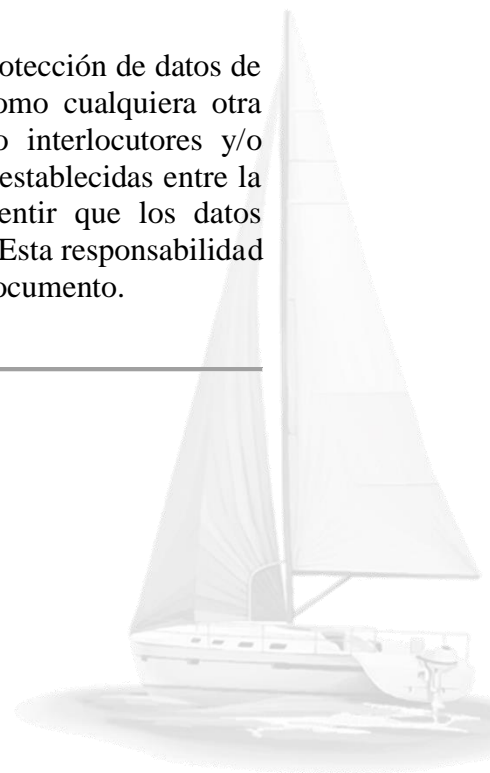 otección de datos de
omo cualquiera otra
o interlocutores y/o
establecidas entre la
entir que los datos
Esta responsabilidad
ocumento.